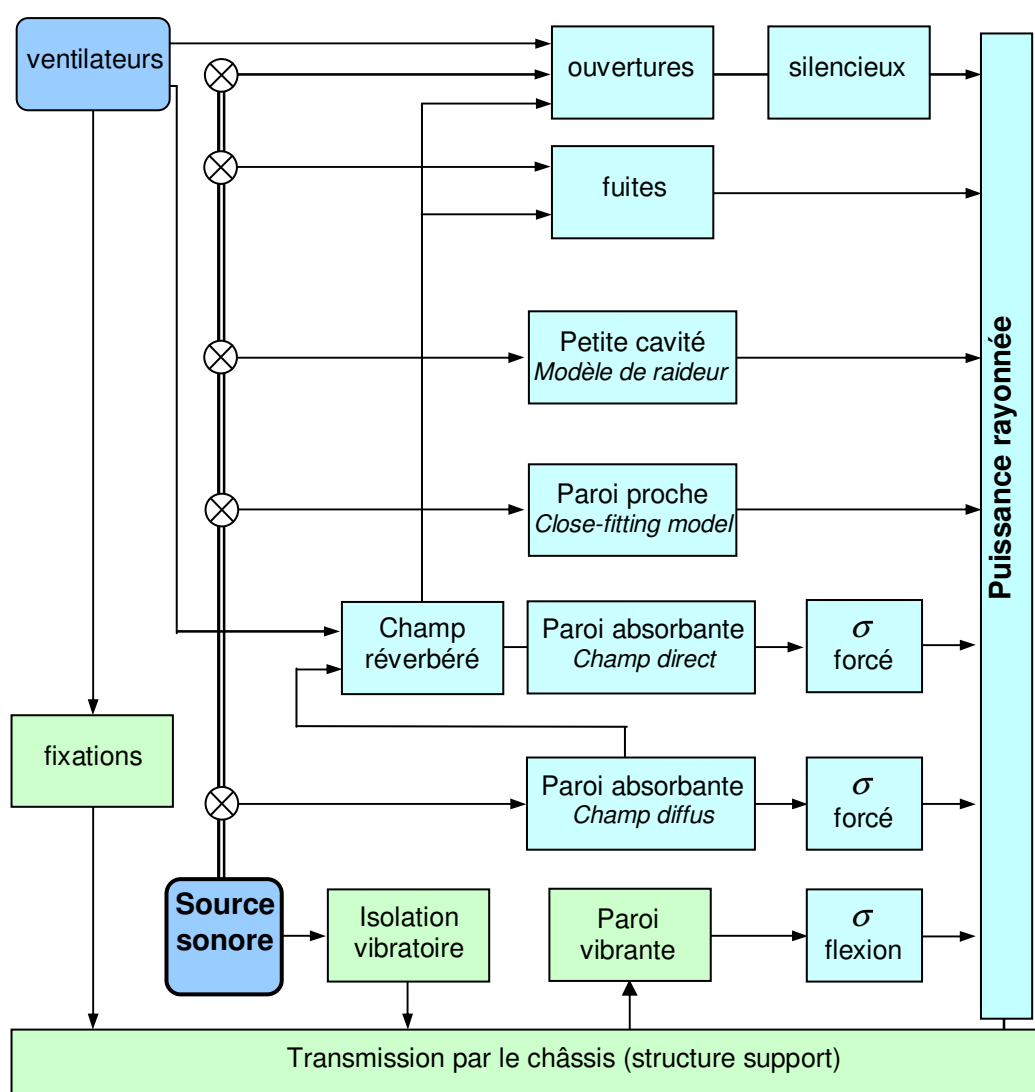 ventilateurs
ouvertures
silencieux
fuites
Petite cavité
Modèle de raideur
Paroi proche
Close-fitting model
Champ
réverbéré
Paroi absorbante
Champ direct
σ
forcé
fixations
Paroi absorbante
Champ diffus
σ
forcé
Source
sonore
Isolation
vibratoire
Paroi
vibrante
σ
flexion
Puissance rayonnée
Transmission par le châssis (structure support)